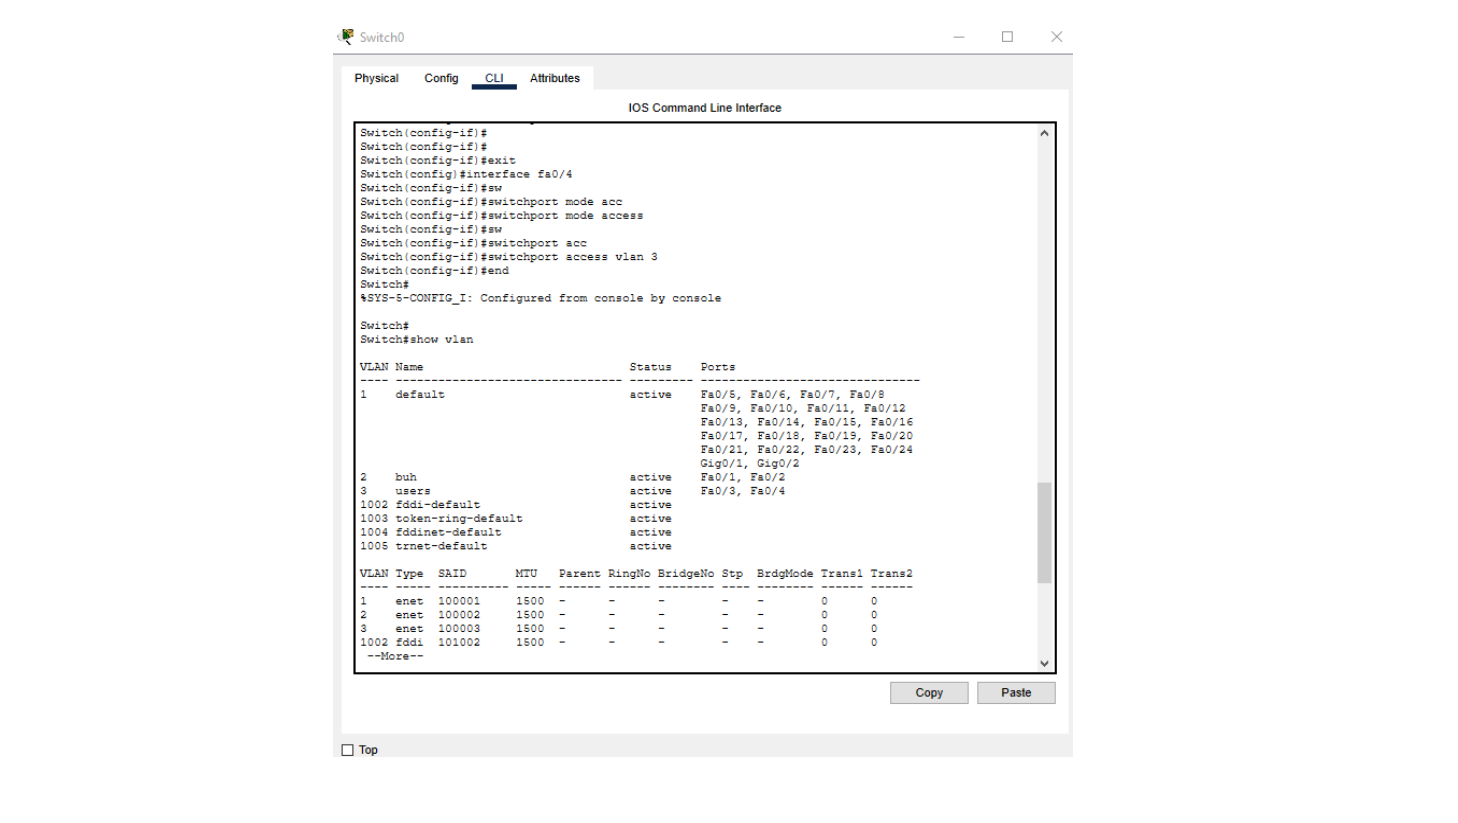 Switch0
Physical Config CLI Attributes
IOS Command Line Interface
Switch(config-if)#
Switch(config-if)#
Switch(config-if)#exit
Switch(config)#interface fa0/4
Switch(config-if)#sw
Switch(config-if)#switchport mode acc
Switch(config-if)#switchport mode access
Switch(config-if)#sw
Switch(config-if)#switchport acc
Switch(config-if)#switchport access vlan 3
Switch(config-if)#end
Switch#
%SYS-5-CONFIG_I: Configured from console by console
Switch#
Switch#show vlan
VLAN Name                             Status    Ports
---- -------------------------------- --------- -------------------------------
1    default                          active    Fa0/5, Fa0/6, Fa0/7, Fa0/8
                                                Fa0/9, Fa0/10, Fa0/11, Fa0/12
                                                Fa0/13, Fa0/14, Fa0/15, Fa0/16
                                                Fa0/17, Fa0/18, Fa0/19, Fa0/20
                                                Fa0/21, Fa0/22, Fa0/23, Fa0/24
                                                Gig0/1, Gig0/2
2    buh                              active    Fa0/1, Fa0/2
3    users                            active    Fa0/3, Fa0/4
1002 fddi-default                     active
1003 token-ring-default               active
1004 fddinet-default                  active
1005 trnet-default                    active
VLAN Type  SAID       MTU   Parent RingNo BridgeNo Stp  BrdgMode Trans1 Trans2
---- ----- ---------- ----- ------ ------ -------- ---- -------- ------ ------
1    enet  100001     1500  -      -      -        -    -        0      0
2    enet  100002     1500  -      -      -        -    -        0      0
3    enet  100003     1500  -      -      -        -    -        0      0
1002 fddi  101002     1500  -      -      -        -    -        0      0
--More--
Copy Paste
Top